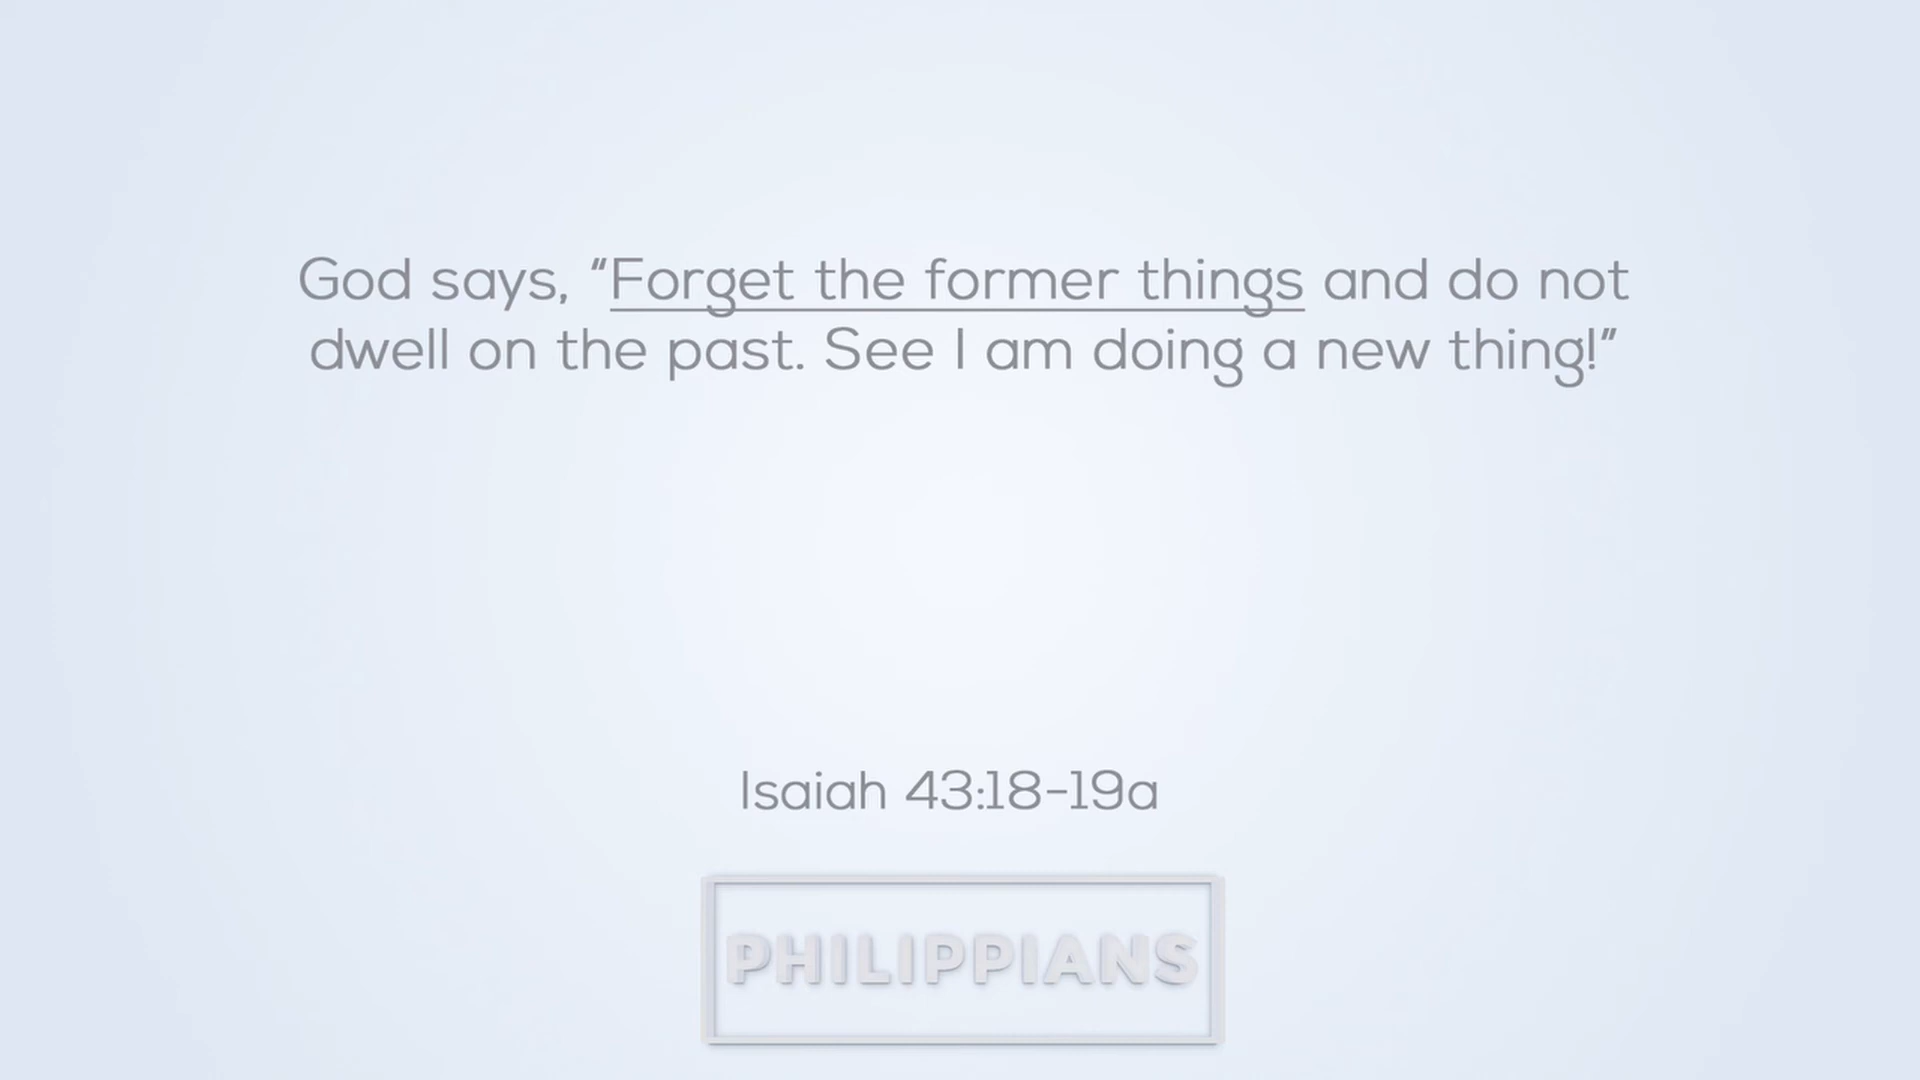 God says, “Forget the former things and do not
dwell on the past. See I am doing a new thing!”
Isaiah 43:18-19a
PHILIPPIANS